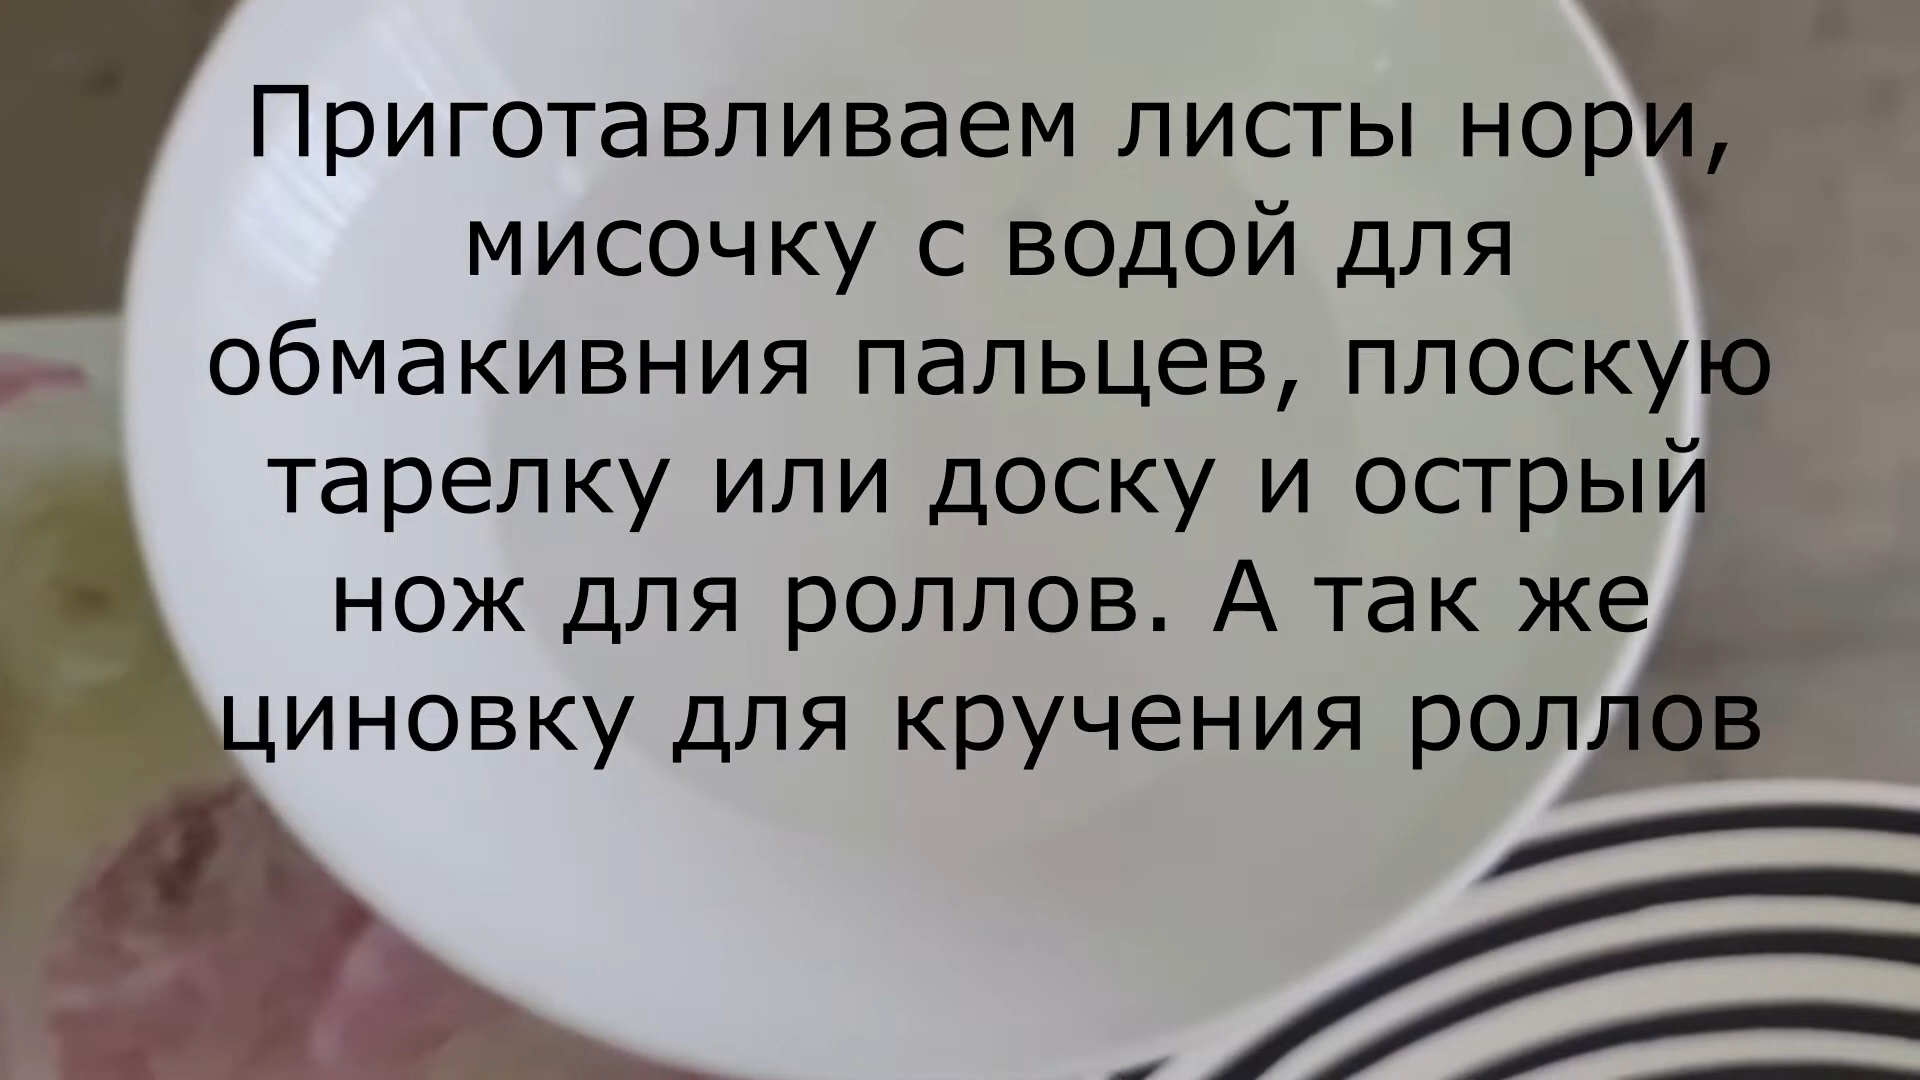 Приготавливаем листы нори,
мисочку с водой для
обмакивния пальцев, плоскую
тарелку или доску и острый
нож для роллов. А так же
циновку для кручения роллов